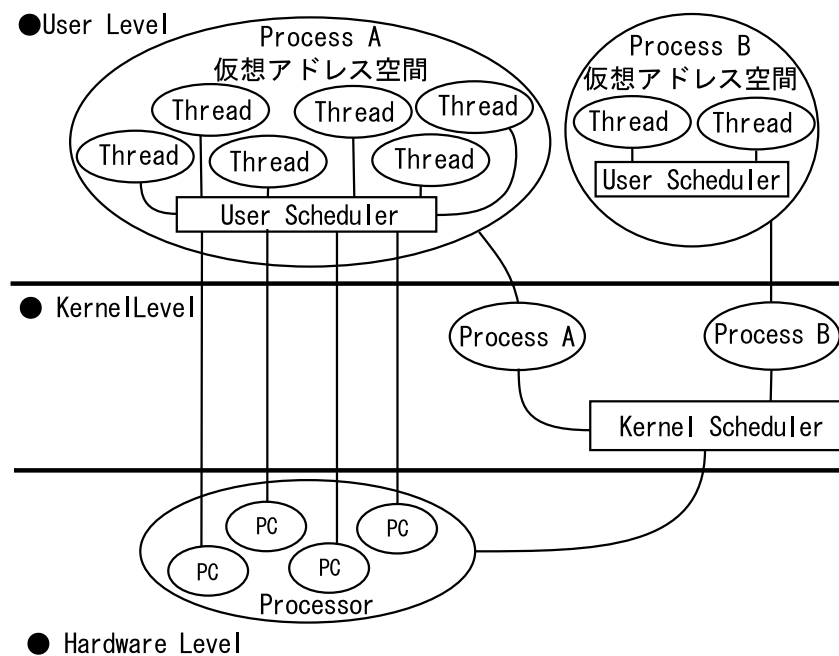 ●User Level
Process A
仮想アドレス空間
Thread
Thread
Thread
Thread
Thread
Thread
User Scheduler
Process B
仮想アドレス空間
Thread
Thread
User Scheduler
● KernelLevel
Process A
Process B
Kernel Scheduler
PC
PC
PC
PC
Processor
● Hardware Level